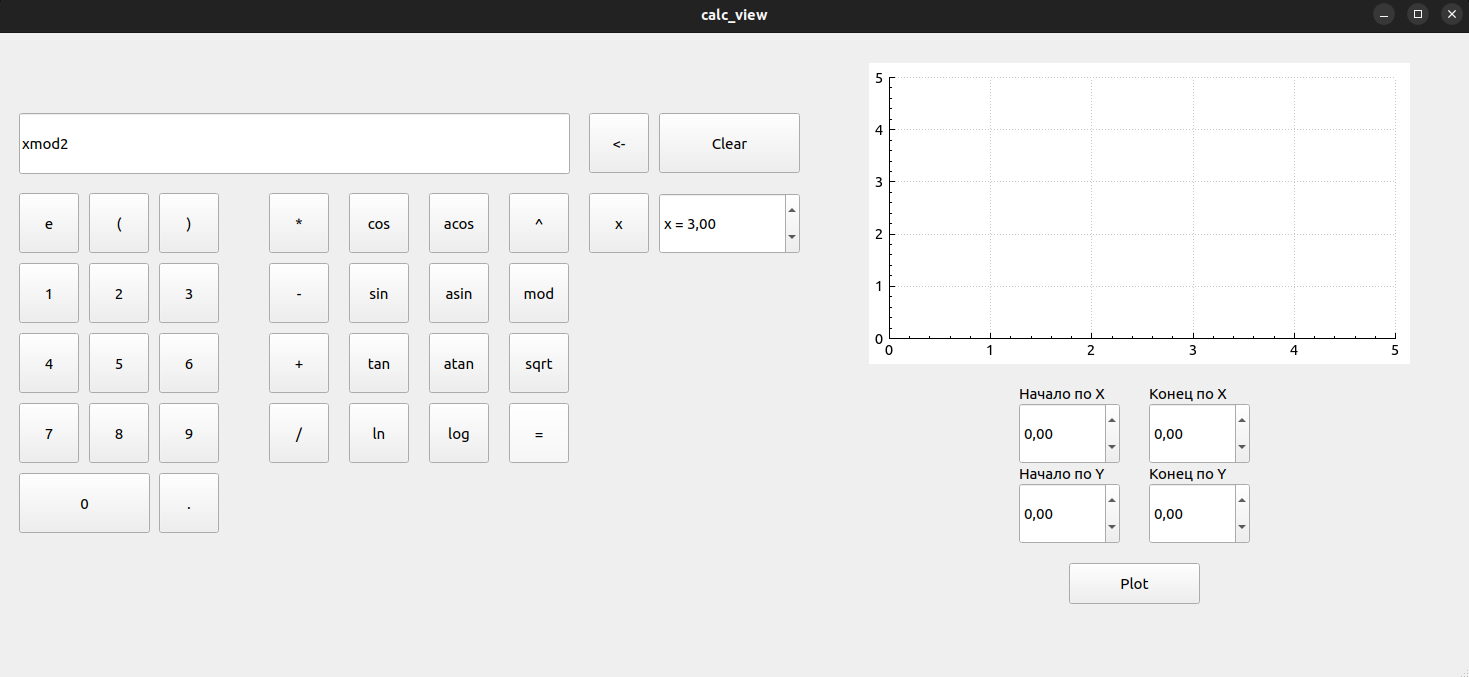 calc_view
xmod2
<- Clear
e ( ) * cos acos ^ x x = 3,00
1 2 3 - sin asin mod
4 5 6 + tan atan sqrt
7 8 9 / ln log =
0 .
5
4
3
2
1
0
0 1 2 3 4 5
Начало по X Конец по X
0,00 0,00
Начало по Y Конец по Y
0,00 0,00
Plot